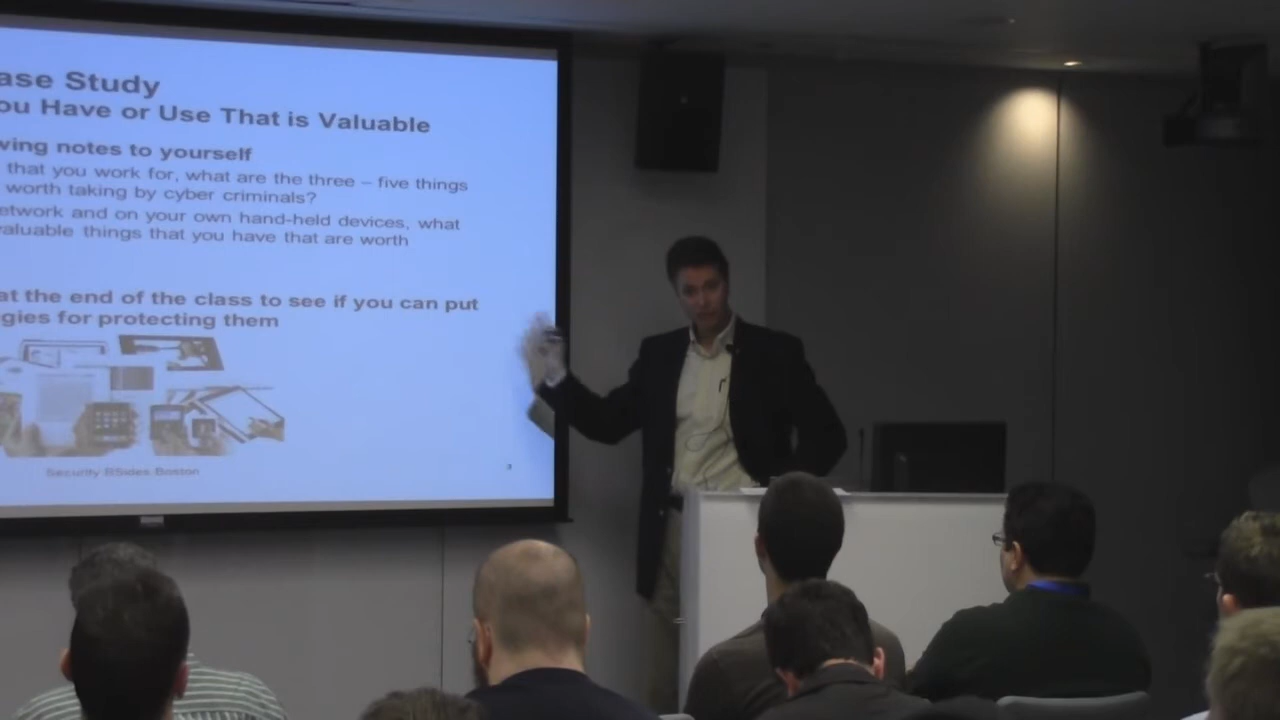 ase Study
ou Have or Use That is Valuable
wing notes to yourself
that you work for, what are the three – five things
worth taking by cyber criminals?
etwork and on your own hand-held devices, what
valuable things that you have that are worth
at the end of the class to see if you can put
gies for protecting them
Security BSides Boston